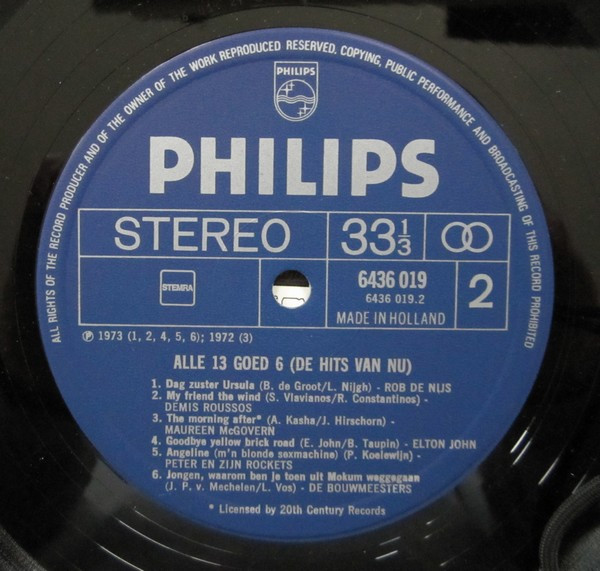 ALL RIGHTS OF THE RECORD PRODUCER AND OF THE OWNER OF THE WORK REPRODUCED RESERVED. COPYING, PUBLIC PERFORMANCE AND BROADCASTING OF THIS RECORD PROHIBITED
PHILIPS
PHILIPS
STEREO 33 1/3
STEMRA
6436 019
6436 019.2
MADE IN HOLLAND
2
Ⓟ 1973 (1, 2, 4, 5, 6); 1972 (3)
ALLE 13 GOED 6 (DE HITS VAN NU)
1. Dag zuster Ursula (B. de Groot/L. Nijgh) - ROB DE NIJS
2. My friend the wind (S. Vlavianos/R. Constantinos) -
DEMIS ROUSSOS
3. The morning after* (A. Kasha/J. Hirschorn) -
MAUREEN McGOVERN
4. Goodbye yellow brick road (E. John/B. Taupin) - ELTON JOHN
5. Angeline (m'n blonde sexmachine) (P. Koelewijn) -
PETER EN ZIJN ROCKETS
6. Jongen, waarom ben je toen uit Mokum weggegaan
(J. P. v. Mechelen/L. Vos) - DE BOUWMEESTERS
* Licensed by 20th Century Records